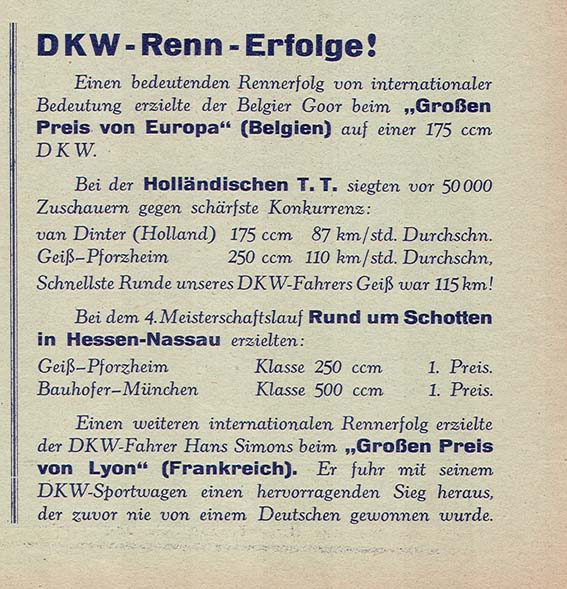 DKW-Renn-Erfolge!
Einen bedeutenden Rennerfolg von internationaler
Bedeutung erzielte der Belgier Goor beim „Großen
Preis von Europa“ (Belgien) auf einer 175 ccm
DKW.
Bei der Holländischen T. T. siegten vor 50 000
Zuschauern gegen schärfste Konkurrenz:
van Dinter (Holland) 175 ccm 87 km/std. Durchschn.
Geiß-Pforzheim 250 ccm 110 km/std. Durchschn,
Schnellste Runde unseres DKW-Fahrers Geiß war 115 km!
Bei dem 4. Meisterschaftslauf Rund um Schotten
in Hessen-Nassau erzielten:
Geiß-Pforzheim Klasse 250 ccm 1. Preis.
Bauhofer-München Klasse 500 ccm 1. Preis.
Einen weiteren internationalen Rennerfolg erzielte
der DKW-Fahrer Hans Simons beim „Großen Preis
von Lyon“ (Frankreich). Er fuhr mit seinem
DKW-Sportwagen einen hervorragenden Sieg heraus,
der zuvor nie von einem Deutschen gewonnen wurde.